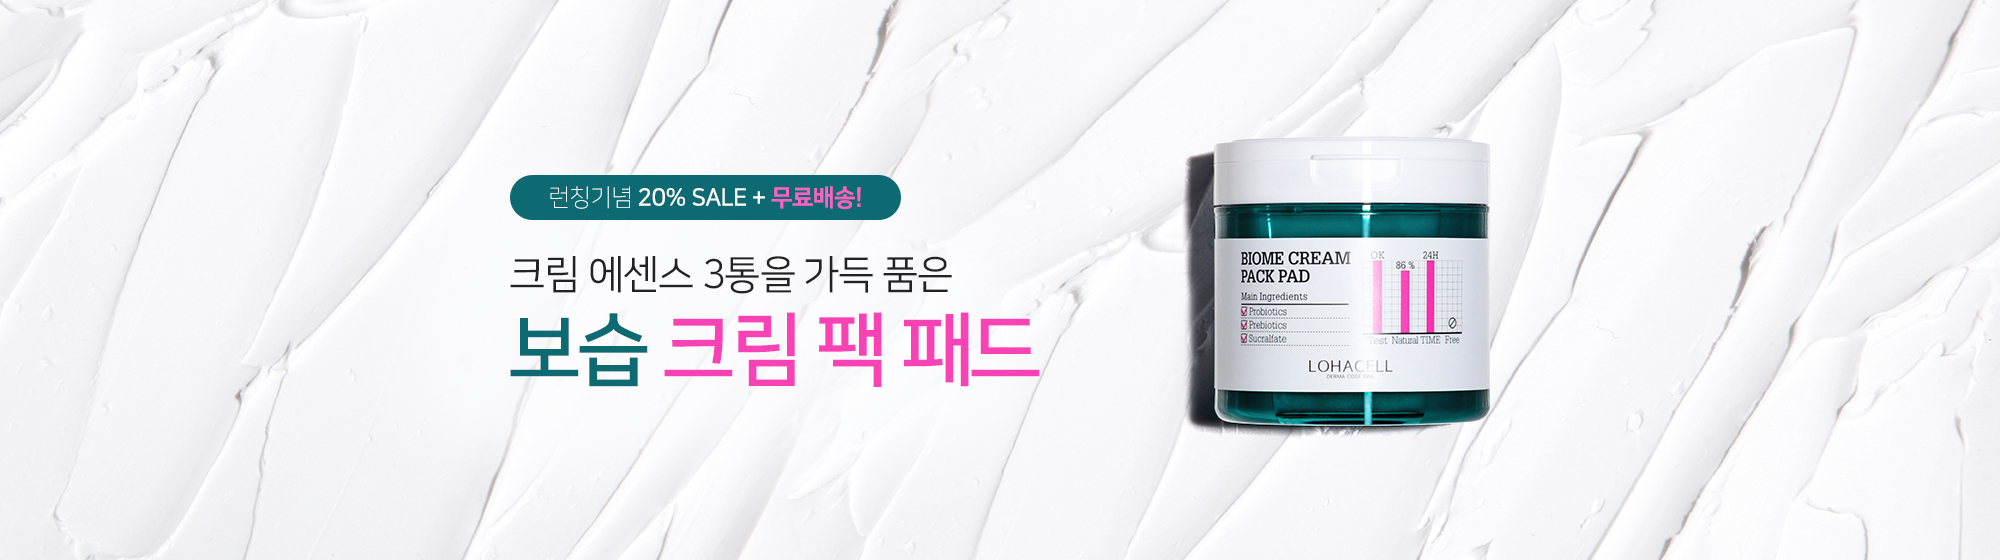 런칭기념 20% SALE + 무료배송!
크림 에센스 3통을 가득 품은
보습 크림 팩 패드
BIOME CREAM
PACK PAD
Main Ingredients
Probiotics
Prebiotics
Sucralfate
OK 86 % 24H
Test Natural TIME Free
LOHACELL
DERMA CODE